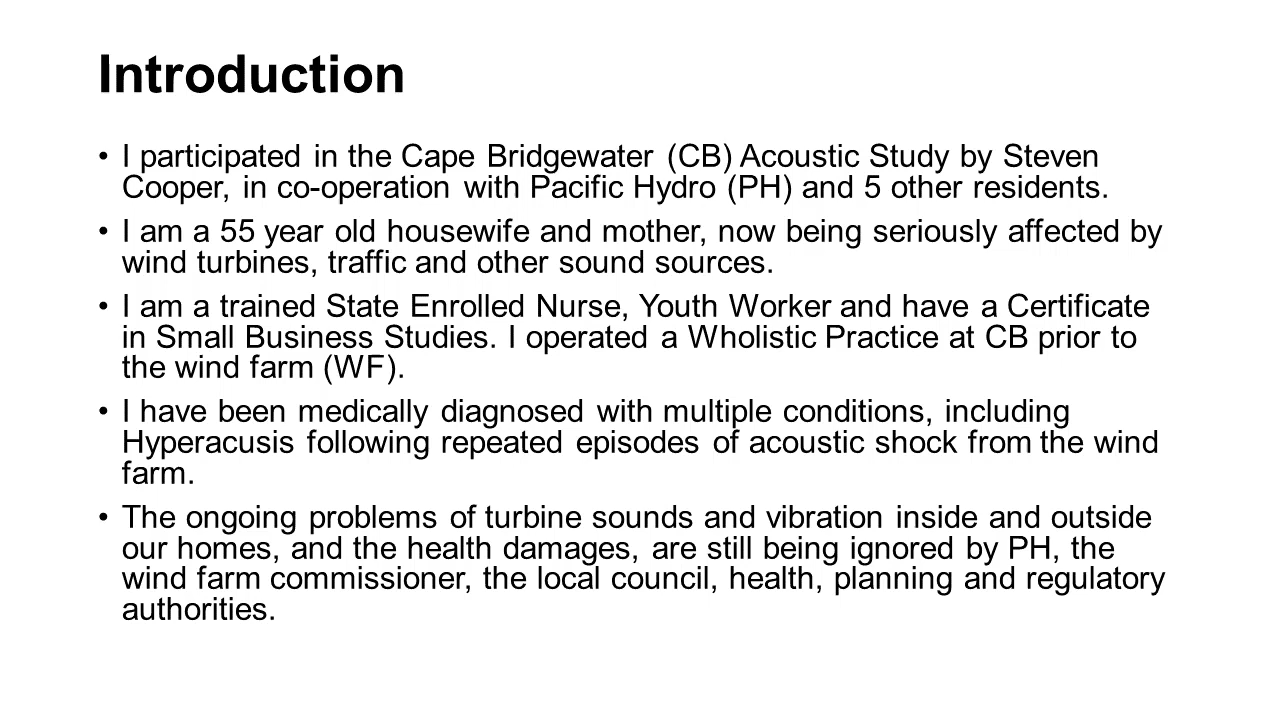 Introduction
• I participated in the Cape Bridgewater (CB) Acoustic Study by Steven
Cooper, in co-operation with Pacific Hydro (PH) and 5 other residents.
• I am a 55 year old housewife and mother, now being seriously affected by
wind turbines, traffic and other sound sources.
• I am a trained State Enrolled Nurse, Youth Worker and have a Certificate
in Small Business Studies. I operated a Wholistic Practice at CB prior to
the wind farm (WF).
• I have been medically diagnosed with multiple conditions, including
Hyperacusis following repeated episodes of acoustic shock from the wind
farm.
• The ongoing problems of turbine sounds and vibration inside and outside
our homes, and the health damages, are still being ignored by PH, the
wind farm commissioner, the local council, health, planning and regulatory
authorities.